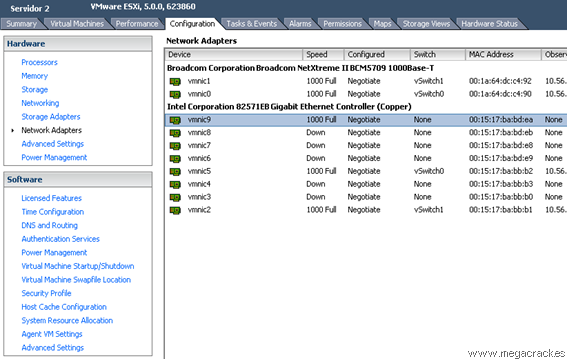 Servidor 2 VMware ESXi, 5.0.0, 623860
Summary Virtual Machines Performance Configuration Tasks & Events Alarms Permissions Maps Storage Views Hardware Status
Hardware
Processors
Memory
Storage
Networking
Storage Adapters
Network Adapters
Advanced Settings
Power Management
Software
Licensed Features
Time Configuration
DNS and Routing
Authentication Services
Power Management
Virtual Machine Startup/Shutdown
Virtual Machine Swapfile Location
Security Profile
Host Cache Configuration
System Resource Allocation
Agent VM Settings
Advanced Settings
Network Adapters
Device Speed Configured Switch MAC Address Obser
Broadcom Corporation Broadcom NetXtreme II BCM5709 1000Base-T
vmnic1 1000 Full Negotiate vSwitch1 00:1a:64:dc:c4:92 10.56.
vmnic0 1000 Full Negotiate vSwitch0 00:1a:64:dc:c4:90 10.56.
Intel Corporation 82571EB Gigabit Ethernet Controller (Copper)
vmnic9 1000 Full Negotiate None 00:15:17:ba:bd:ea None
vmnic8 Down Negotiate None 00:15:17:ba:bd:eb None
vmnic7 Down Negotiate None 00:15:17:ba:bd:e8 None
vmnic6 Down Negotiate None 00:15:17:ba:bd:e9 None
vmnic5 1000 Full Negotiate vSwitch0 00:15:17:ba:bb:b2 10.56.
vmnic4 Down Negotiate None 00:15:17:ba:bb:b3 None
vmnic3 Down Negotiate None 00:15:17:ba:bb:b0 None
vmnic2 1000 Full Negotiate vSwitch1 00:15:17:ba:bb:b1 10.56.
www.megacrack.es